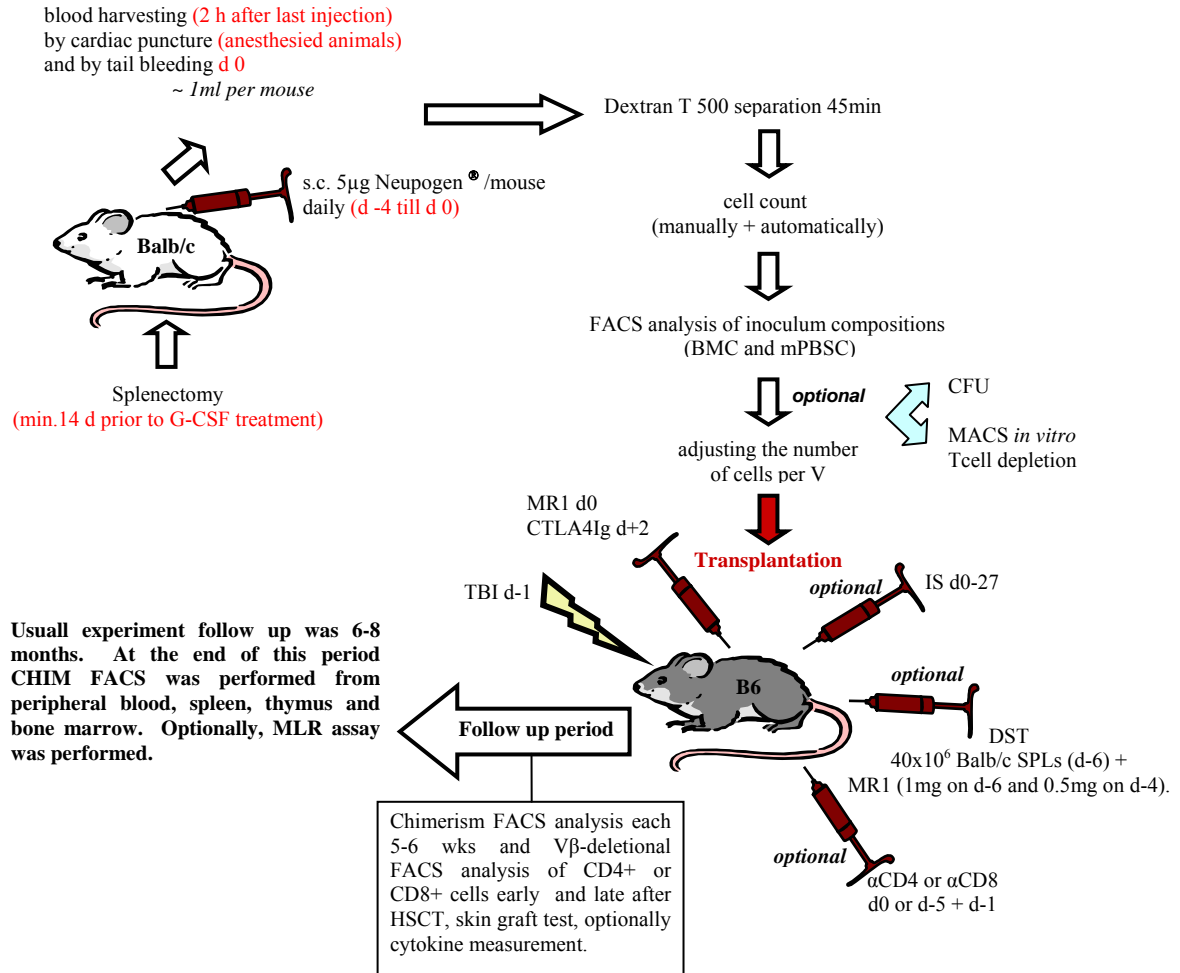 blood harvesting (2 h after last injection)
by cardiac puncture (anesthesied animals)
and by tail bleeding d 0
~ 1ml per mouse
Dextran T 500 separation 45min
s.c. 5µg Neupogen ® /mouse
daily (d -4 till d 0)
Balb/c
cell count
(manually + automatically)
Splenectomy
(min.14 d prior to G-CSF treatment)
FACS analysis of inoculum compositions
(BMC and mPBSC)
optional
CFU
MACS in vitro
Tcell depletion
adjusting the number
of cells per V
MR1 d0
CTLA4Ig d+2
Transplantation
TBI d-1
optional
IS d0-27
Usuall experiment follow up was 6-8
months. At the end of this period
CHIM FACS was performed from
peripheral blood, spleen, thymus and
bone marrow. Optionally, MLR assay
was performed.
B6
optional
Follow up period
DST
40x10⁶ Balb/c SPLs (d-6) +
MR1 (1mg on d-6 and 0.5mg on d-4).
Chimerism FACS analysis each
5-6 wks and Vβ-deletional
FACS analysis of CD4+ or
CD8+ cells early and late after
HSCT, skin graft test, optionally
cytokine measurement.
optional
αCD4 or αCD8
d0 or d-5 + d-1